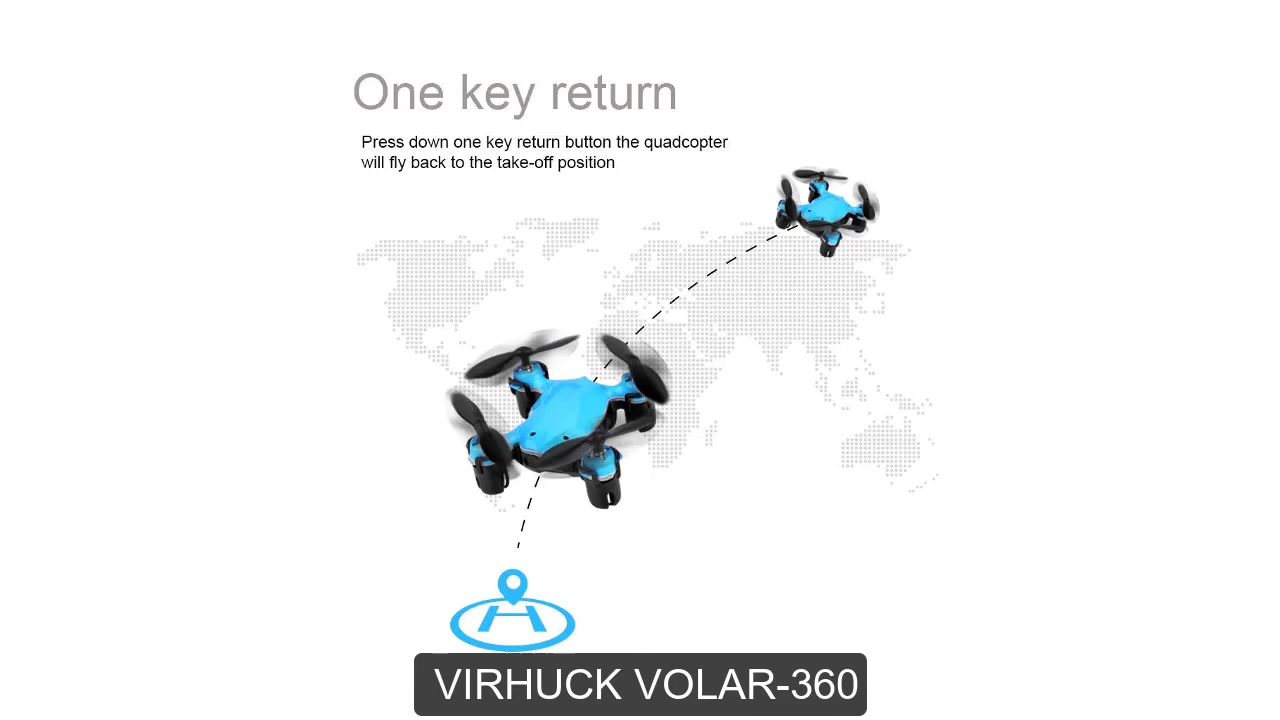 One key return
Press down one key return button the quadcopter
will fly back to the take-off position
H
VIRHUCK VOLAR-360